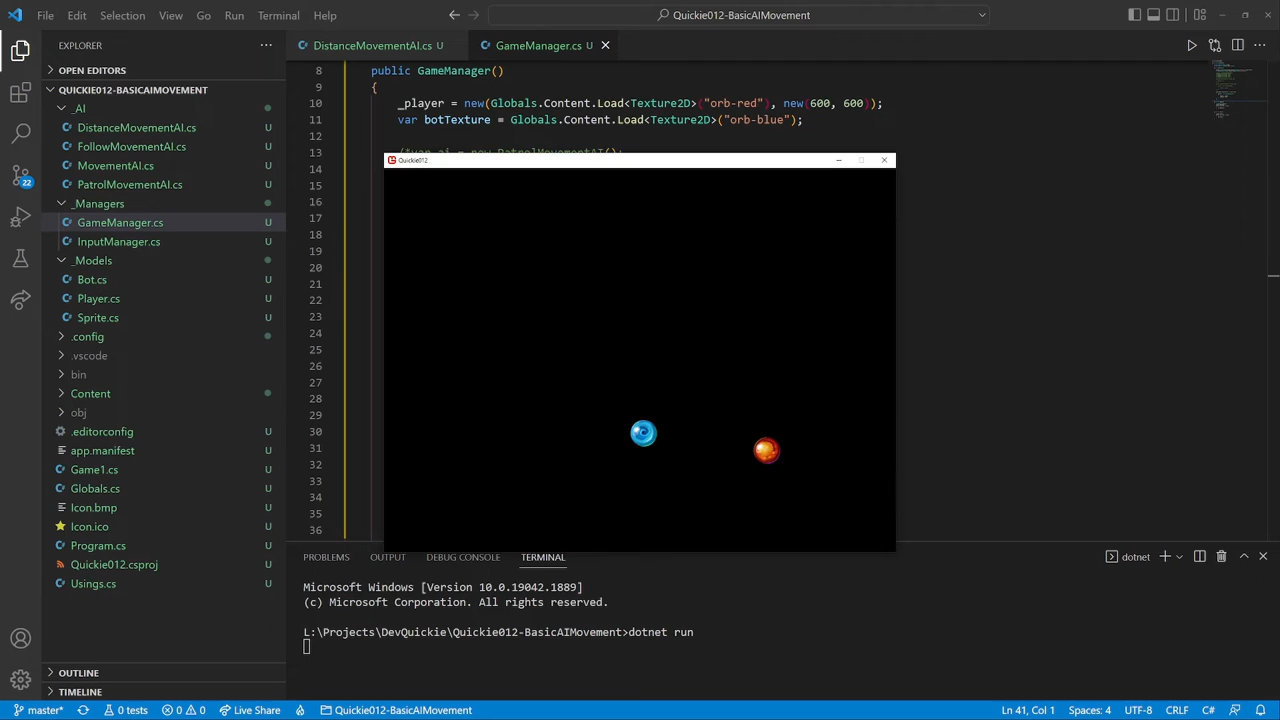 File Edit Selection View Go Run Terminal Help
Quickie012-BasicAIMovement
EXPLORER
OPEN EDITORS
QUICKIE012-BASICAIMOVEMENT
_AI
DistanceMovementAI.cs U
FollowMovementAI.cs U
MovementAI.cs U
PatrolMovementAI.cs U
_Managers
GameManager.cs U
InputManager.cs U
_Models
Bot.cs U
Player.cs U
Sprite.cs U
.config
.vscode
bin
Content
obj
.editorconfig U
app.manifest U
Game1.cs U
Globals.cs U
Icon.bmp U
Icon.ico U
Program.cs U
Quickie012.csproj U
Usings.cs U
OUTLINE
TIMELINE
22
DistanceMovementAI.cs U
GameManager.cs U
8 public GameManager()
9 {
10 _player = new(Globals.Content.Load<Texture2D>("orb-red"), new(600, 600));
11 var botTexture = Globals.Content.Load<Texture2D>("orb-blue");
12
13 /*var ai = new PatrolMovementAI();
14
15
16
17
18
19
20
21
22
23
24
25
26
27
28
29
30
31
32
33
34
35
36
Quickie012
PROBLEMS OUTPUT DEBUG CONSOLE TERMINAL
dotnet
Microsoft Windows [Version 10.0.19042.1889]
(c) Microsoft Corporation. All rights reserved.
L:\Projects\DevQuickie\Quickie012-BasicAIMovement>dotnet run
master* 0 tests 0 0 Live Share Quickie012-BasicAIMovement Ln 41, Col 1 Spaces: 4 UTF-8 CRLF C#